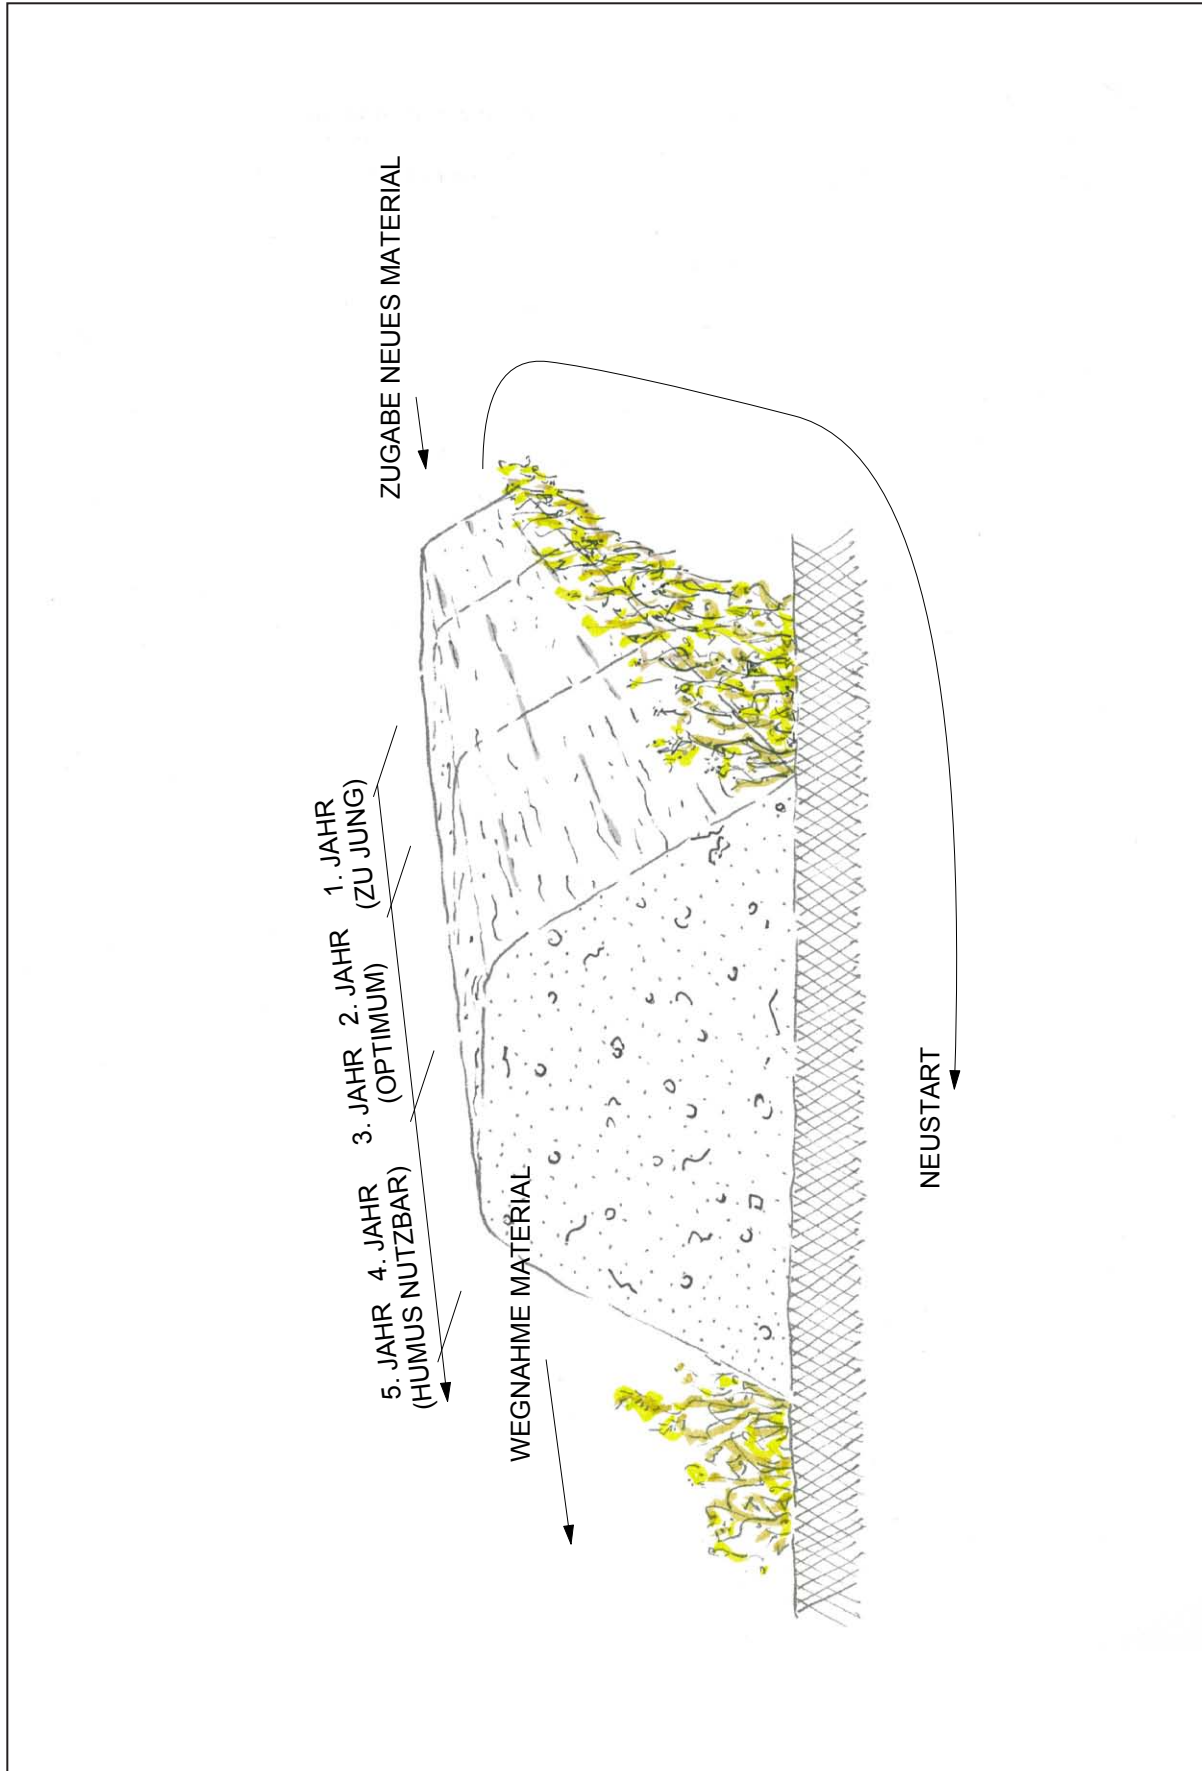 ZUGABE NEUES MATERIAL
5. JAHR 4. JAHR 3. JAHR 2. JAHR 1. JAHR
(HUMUS NUTZBAR) (OPTIMUM) (ZU JUNG)
WEGNAHME MATERIAL
NEUSTART